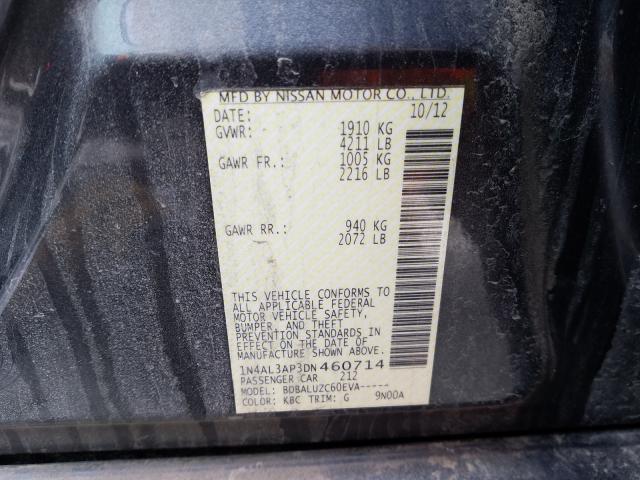 MFD BY NISSAN MOTOR CO., LTD.
DATE: 10/12
GVWR: 1910 KG
4211 LB
GAWR FR.: 1005 KG
2216 LB
GAWR RR.: 940 KG
2072 LB
THIS VEHICLE CONFORMS TO
ALL APPLICABLE FEDERAL
MOTOR VEHICLE SAFETY,
BUMPER, AND THEFT
PREVENTION STANDARDS IN
EFFECT ON THE DATE OF
MANUFACTURE SHOWN ABOVE.
1N4AL3AP3DN460714
PASSENGER CAR 212
MODEL: BDBALUZC60EVA-----
COLOR: KBC TRIM: G 9N00A